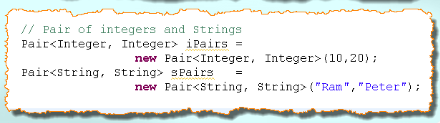 // Pair of integers and Strings
Pair<Integer, Integer> iPairs =
new Pair<Integer, Integer>(10,20);
Pair<String, String> sPairs =
new Pair<String, String>("Ram","Peter");